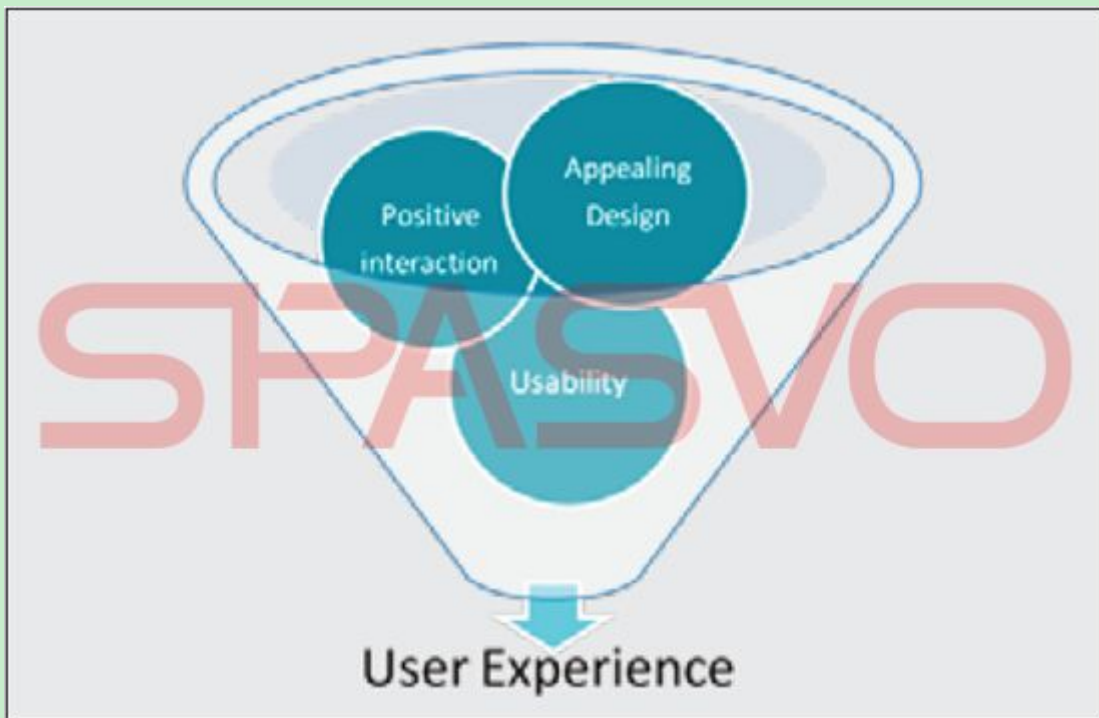 Appealing
Design
Positive
interaction
SPASVO
Usability
User Experience